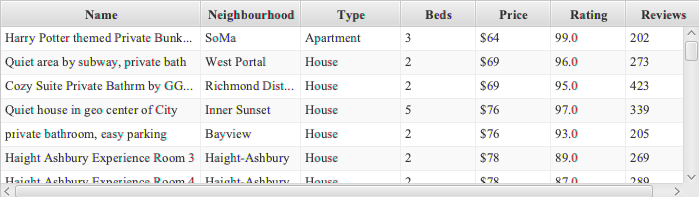 Name Neighbourhood Type Beds Price Rating Reviews
Harry Potter themed Private Bunk... SoMa Apartment 3 $64 99.0 202
Quiet area by subway, private bath West Portal House 2 $69 96.0 273
Cozy Suite Private Bathrm by GG... Richmond Dist... House 2 $69 95.0 423
Quiet house in geo center of City Inner Sunset House 5 $76 97.0 339
private bathroom, easy parking Bayview House 2 $76 93.0 205
Haight Ashbury Experience Room 3 Haight-Ashbury House 2 $78 89.0 269
Haight Ashbury Experience Room 4 Haight-Ashbury House 2 $78 87.0 289